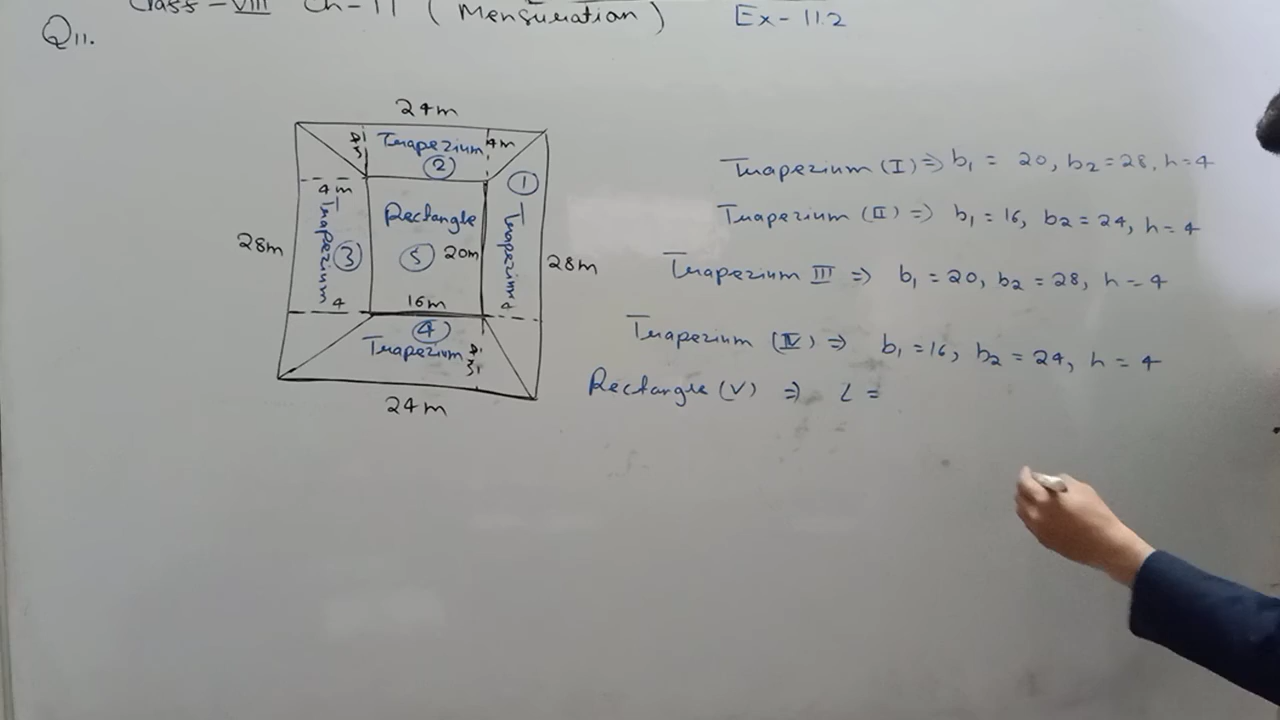 Class-VIII Ch-11 (Mensuration) Ex-11.2
Q11.
24m
Trapezium
②
4m
①
4m
Trapezium
③
Rectangle
⑤
20m
Trapezium
28m
28m
4
16m
4
④
Trapezium
24m
Trapezium (I) => b₁ = 20, b₂ = 28, h = 4
Trapezium (II) => b₁ = 16, b₂ = 24, h = 4
Trapezium III => b₁ = 20, b₂ = 28, h = 4
Trapezium (IV) => b₁ = 16, b₂ = 24, h = 4
Rectangle (V) => L =